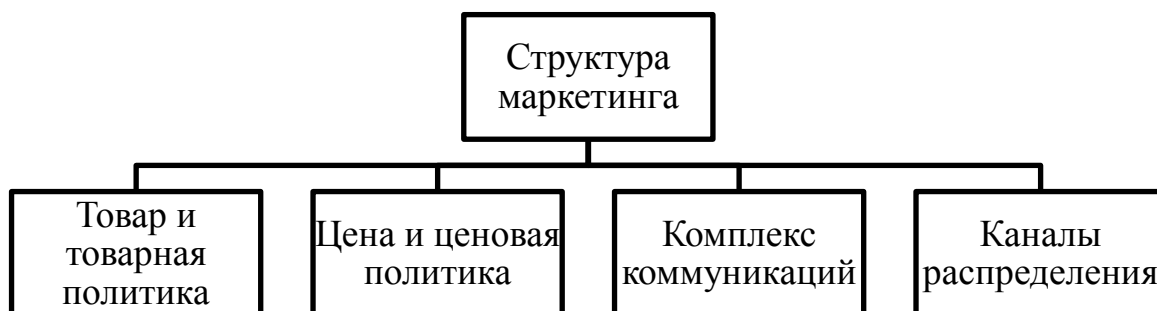 Структура
маркетинга
Товар и
товарная
политика
Цена и ценовая
политика
Комплекс
коммуникаций
Каналы
распределения